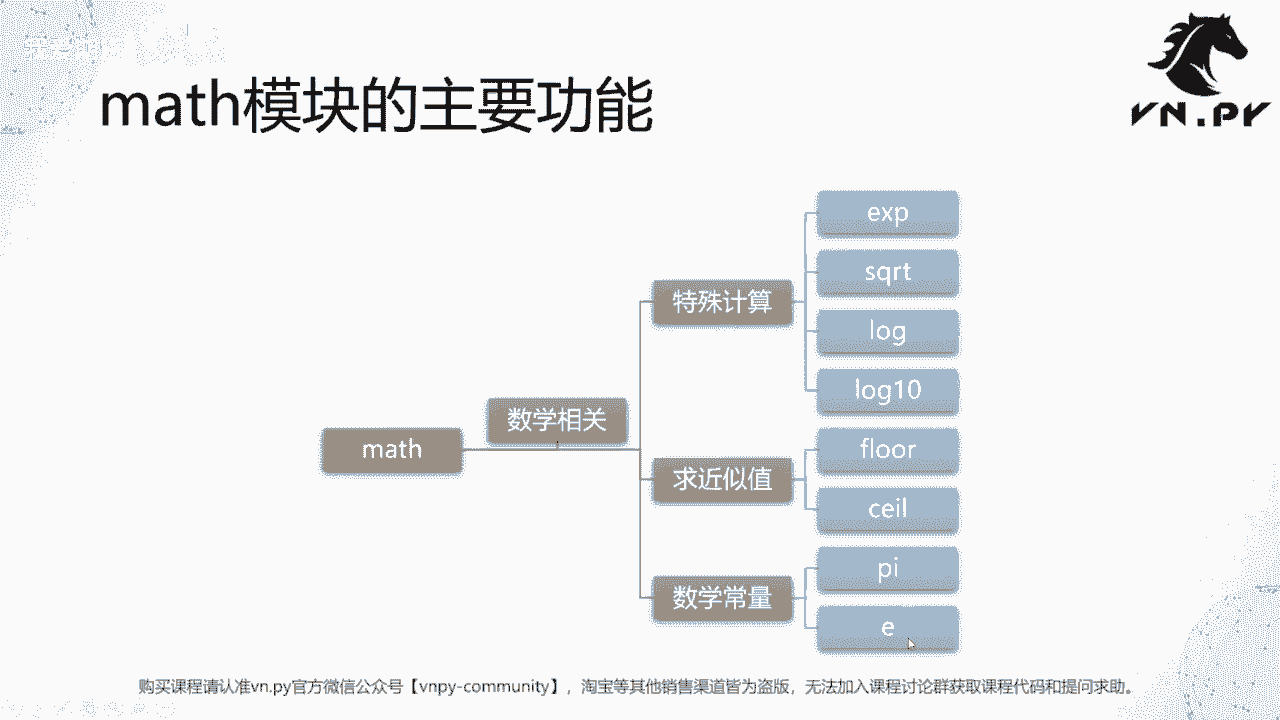 math模块的主要功能
VN.PY
exp
sqrt
特殊计算
log
log10
数学相关
math
floor
求近似值
ceil
pi
数学常量
e
购买课程请认准vn.py官方微信公众号【vnpy-community】，淘宝等其他销售渠道皆为盗版，无法加入课程讨论群获取课程代码和提问求助。